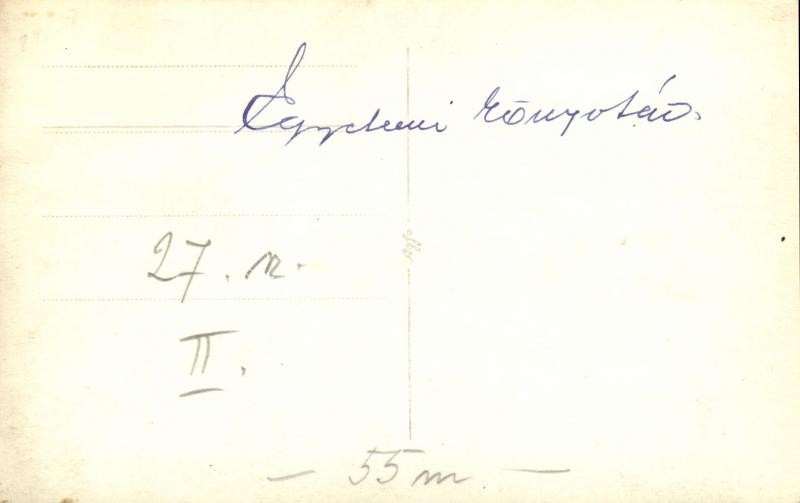 Egyetemi könyvtár.
27. n.
II.
— 55 m —